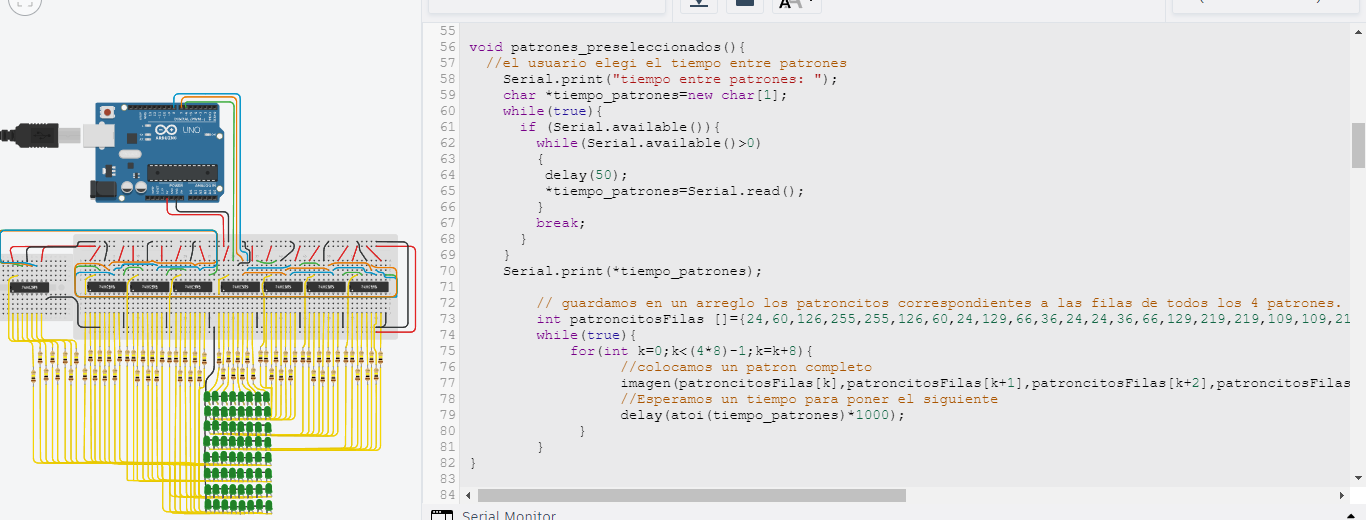 AA
55
56 void patrones_preseleccionados(){
57 //el usuario elegi el tiempo entre patrones
58 Serial.print("tiempo entre patrones: ");
59 char *tiempo_patrones=new char[1];
60 while(true){
61 if (Serial.available()){
62 while(Serial.available()>0)
63 {
64 delay(50);
65 *tiempo_patrones=Serial.read();
66 }
67 break;
68 }
69 }
70 Serial.print(*tiempo_patrones);
71
72 // guardamos en un arreglo los patroncitos correspondientes a las filas de todos los 4 patrones.
73 int patroncitosFilas []={24,60,126,255,255,126,60,24,129,66,36,24,24,36,66,129,219,219,109,109,21
74 while(true){
75 for(int k=0;k<(4*8)-1;k=k+8){
76 //colocamos un patron completo
77 imagen(patroncitosFilas[k],patroncitosFilas[k+1],patroncitosFilas[k+2],patroncitosFilas
78 //Esperamos un tiempo para poner el siguiente
79 delay(atoi(tiempo_patrones)*1000);
80 }
81 }
82 }
83
84
Serial Monitor
UNO
ARDUINO